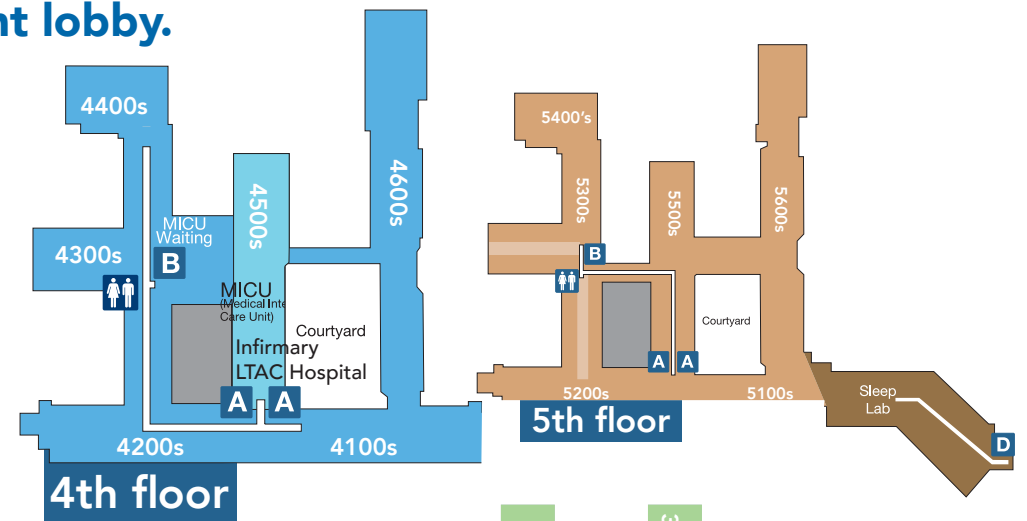 nt lobby.
4400s
4500s
4600s
MICU
Waiting
4300s
B
MICU
(Medical Inte
Care Unit)
Courtyard
Infirmary
LTAC Hospital
A
A
4200s
4100s
4th floor
5400's
5300s
5500s
5600s
B
Courtyard
A
A
5200s
5100s
5th floor
Sleep
Lab
D